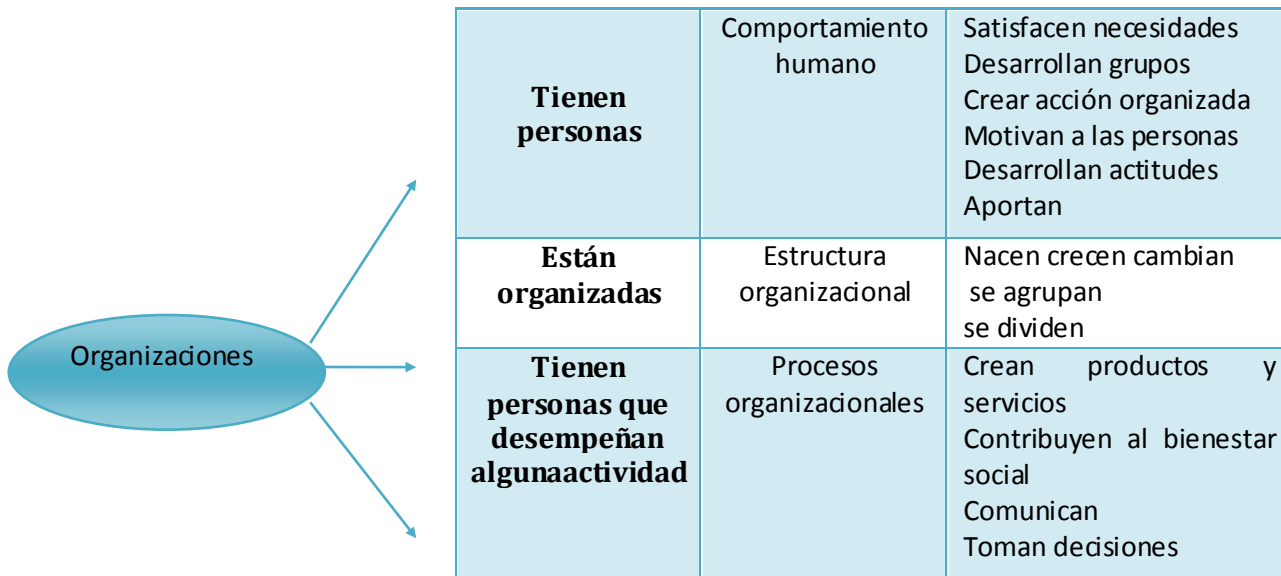 Organizaciones
Tienen
personas
Comportamiento
humano
Satisfacen necesidades
Desarrollan grupos
Crear acción organizada
Motivan a las personas
Desarrollan actitudes
Aportan
Están
organizadas
Estructura
organizacional
Nacen crecen cambian
se agrupan
se dividen
Tienen
personas que
desempeñan
algunaactividad
Procesos
organizacionales
Crean productos y
servicios
Contribuyen al bienestar
social
Comunican
Toman decisiones